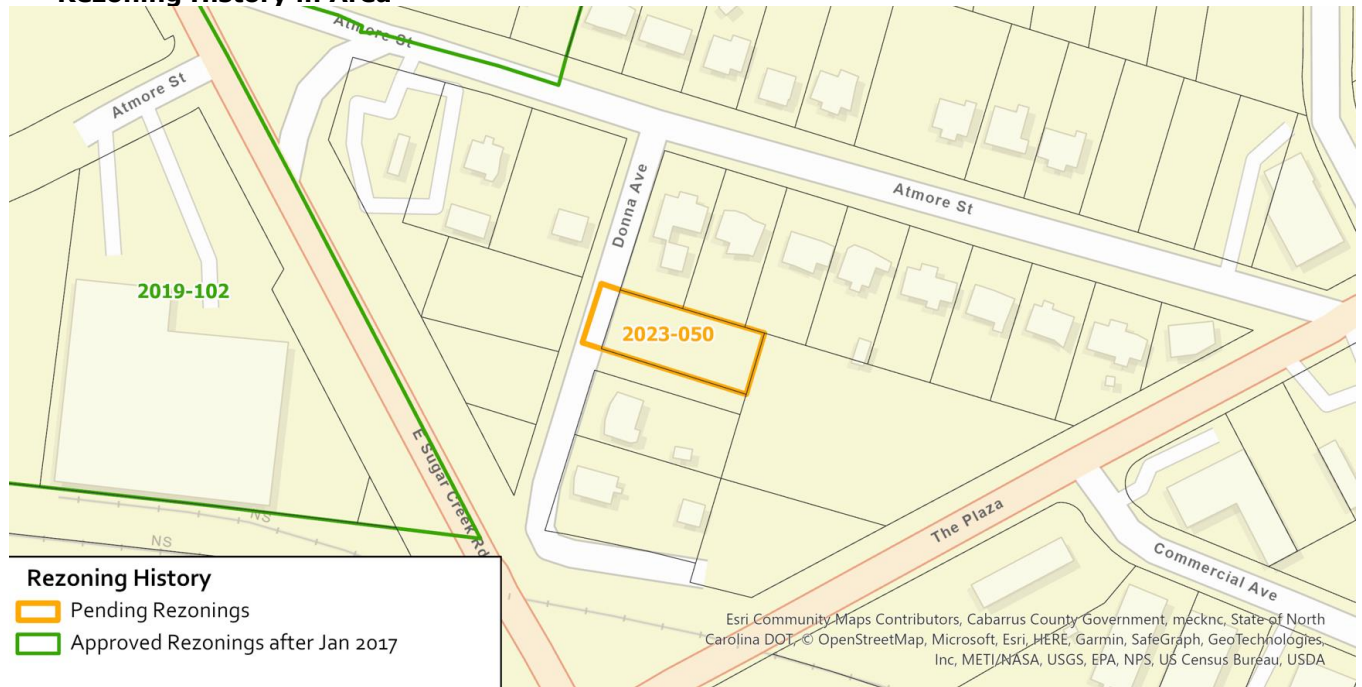 Rezoning History in Area
Atmore St
Atmore St
Donna Ave
Atmore St
2019-102
2023-050
E Sugar Creek Rd
The Plaza
Commercial Ave
NS
NS
Rezoning History
Pending Rezonings
Approved Rezonings after Jan 2017
Esri Community Maps Contributors, Cabarrus County Government, mecknc, State of North
Carolina DOT, © OpenStreetMap, Microsoft, Esri, HERE, Garmin, SafeGraph, GeoTechnologies,
Inc, METI/NASA, USGS, EPA, NPS, US Census Bureau, USDA